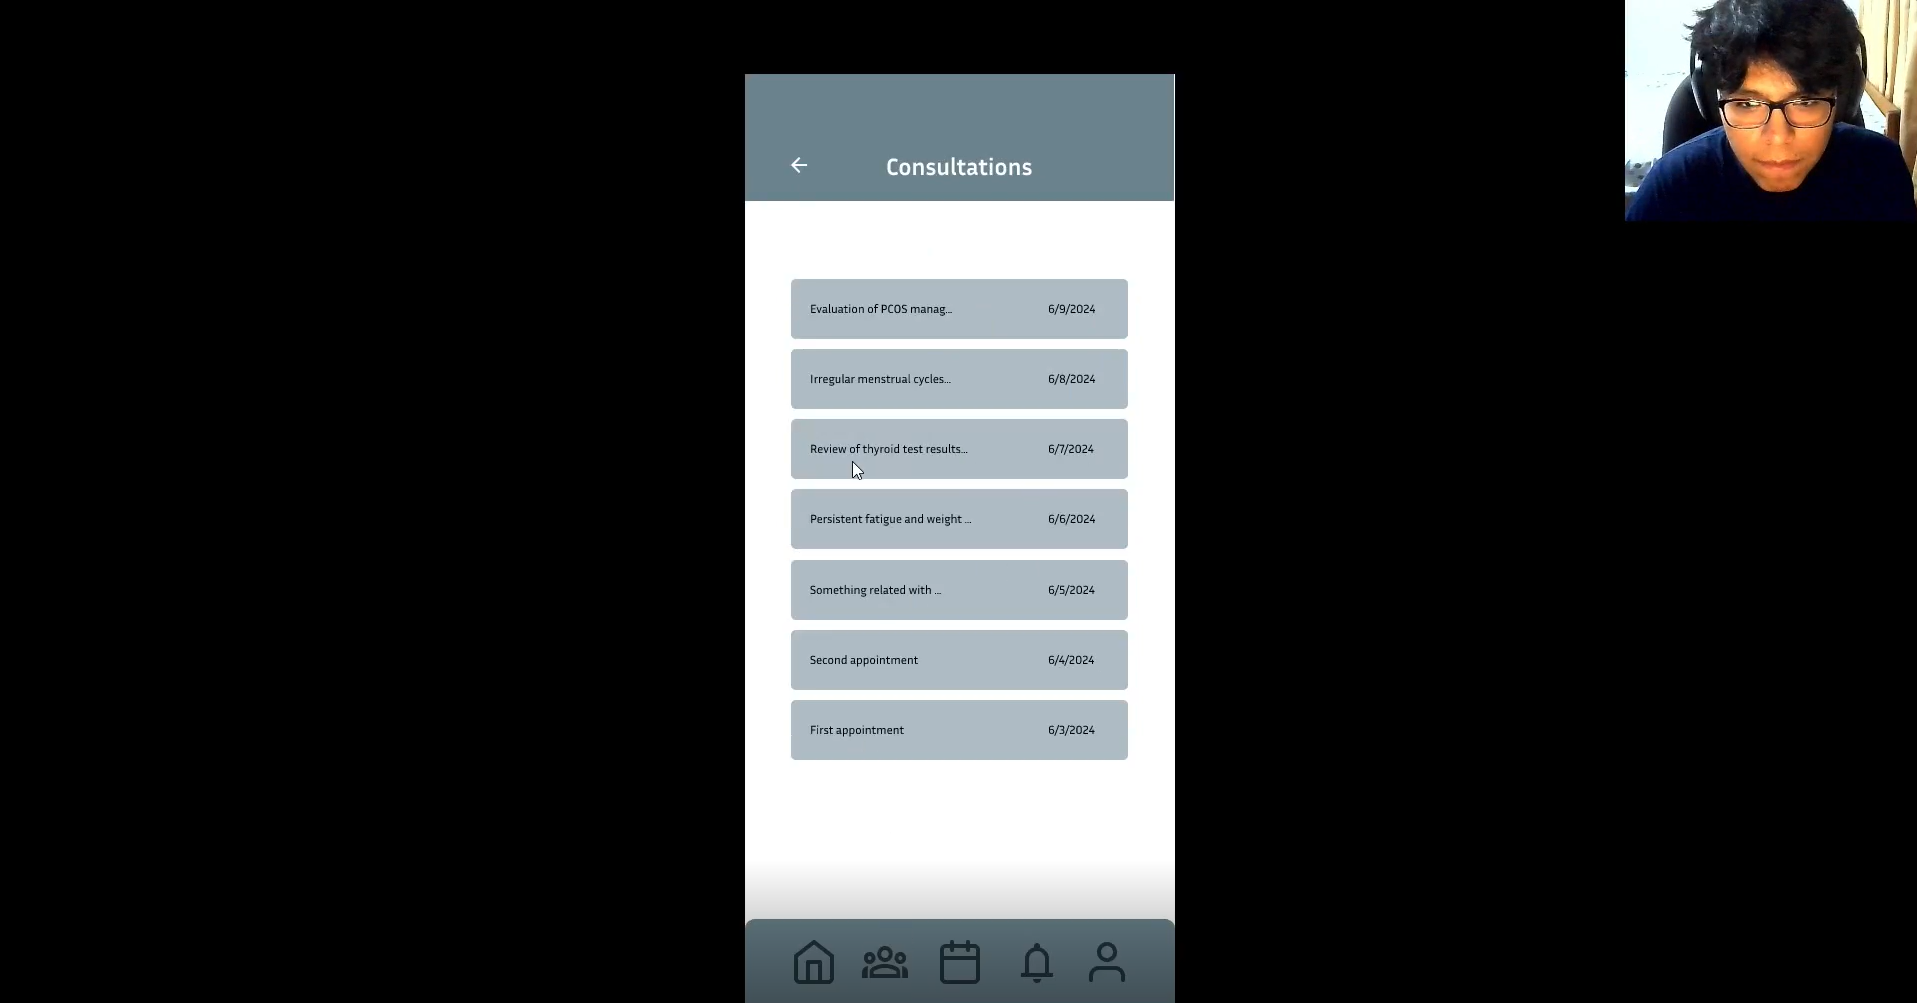 Consultations
Evaluation of PCOS manag... 6/9/2024
Irregular menstrual cycles... 6/8/2024
Review of thyroid test results... 6/7/2024
Persistent fatigue and weight ... 6/6/2024
Something related with ... 6/5/2024
Second appointment 6/4/2024
First appointment 6/3/2024